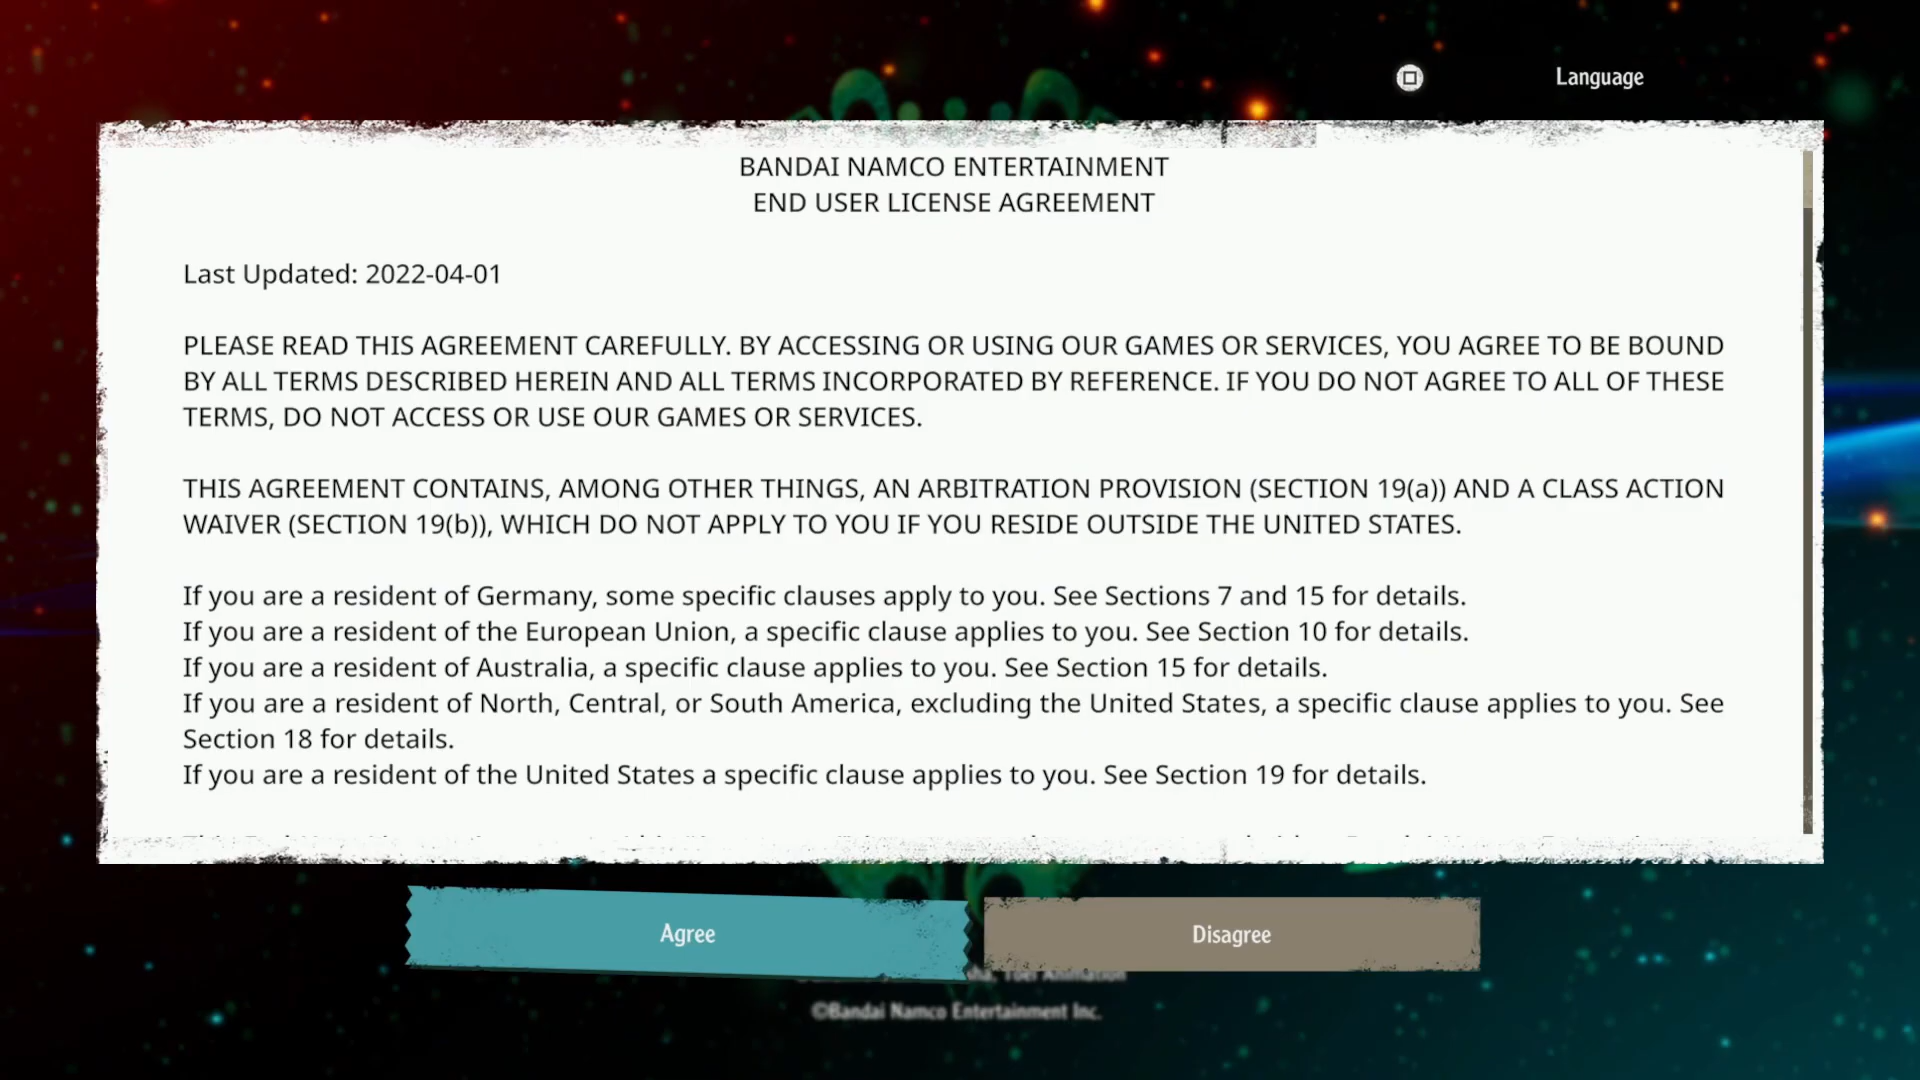 Language
BANDAI NAMCO ENTERTAINMENT
END USER LICENSE AGREEMENT
Last Updated: 2022-04-01
PLEASE READ THIS AGREEMENT CAREFULLY. BY ACCESSING OR USING OUR GAMES OR SERVICES, YOU AGREE TO BE BOUND
BY ALL TERMS DESCRIBED HEREIN AND ALL TERMS INCORPORATED BY REFERENCE. IF YOU DO NOT AGREE TO ALL OF THESE
TERMS, DO NOT ACCESS OR USE OUR GAMES OR SERVICES.
THIS AGREEMENT CONTAINS, AMONG OTHER THINGS, AN ARBITRATION PROVISION (SECTION 19(a)) AND A CLASS ACTION
WAIVER (SECTION 19(b)), WHICH DO NOT APPLY TO YOU IF YOU RESIDE OUTSIDE THE UNITED STATES.
If you are a resident of Germany, some specific clauses apply to you. See Sections 7 and 15 for details.
If you are a resident of the European Union, a specific clause applies to you. See Section 10 for details.
If you are a resident of Australia, a specific clause applies to you. See Section 15 for details.
If you are a resident of North, Central, or South America, excluding the United States, a specific clause applies to you. See
Section 18 for details.
If you are a resident of the United States a specific clause applies to you. See Section 19 for details.
Agree
Disagree
Toei Animation
©Bandai Namco Entertainment Inc.